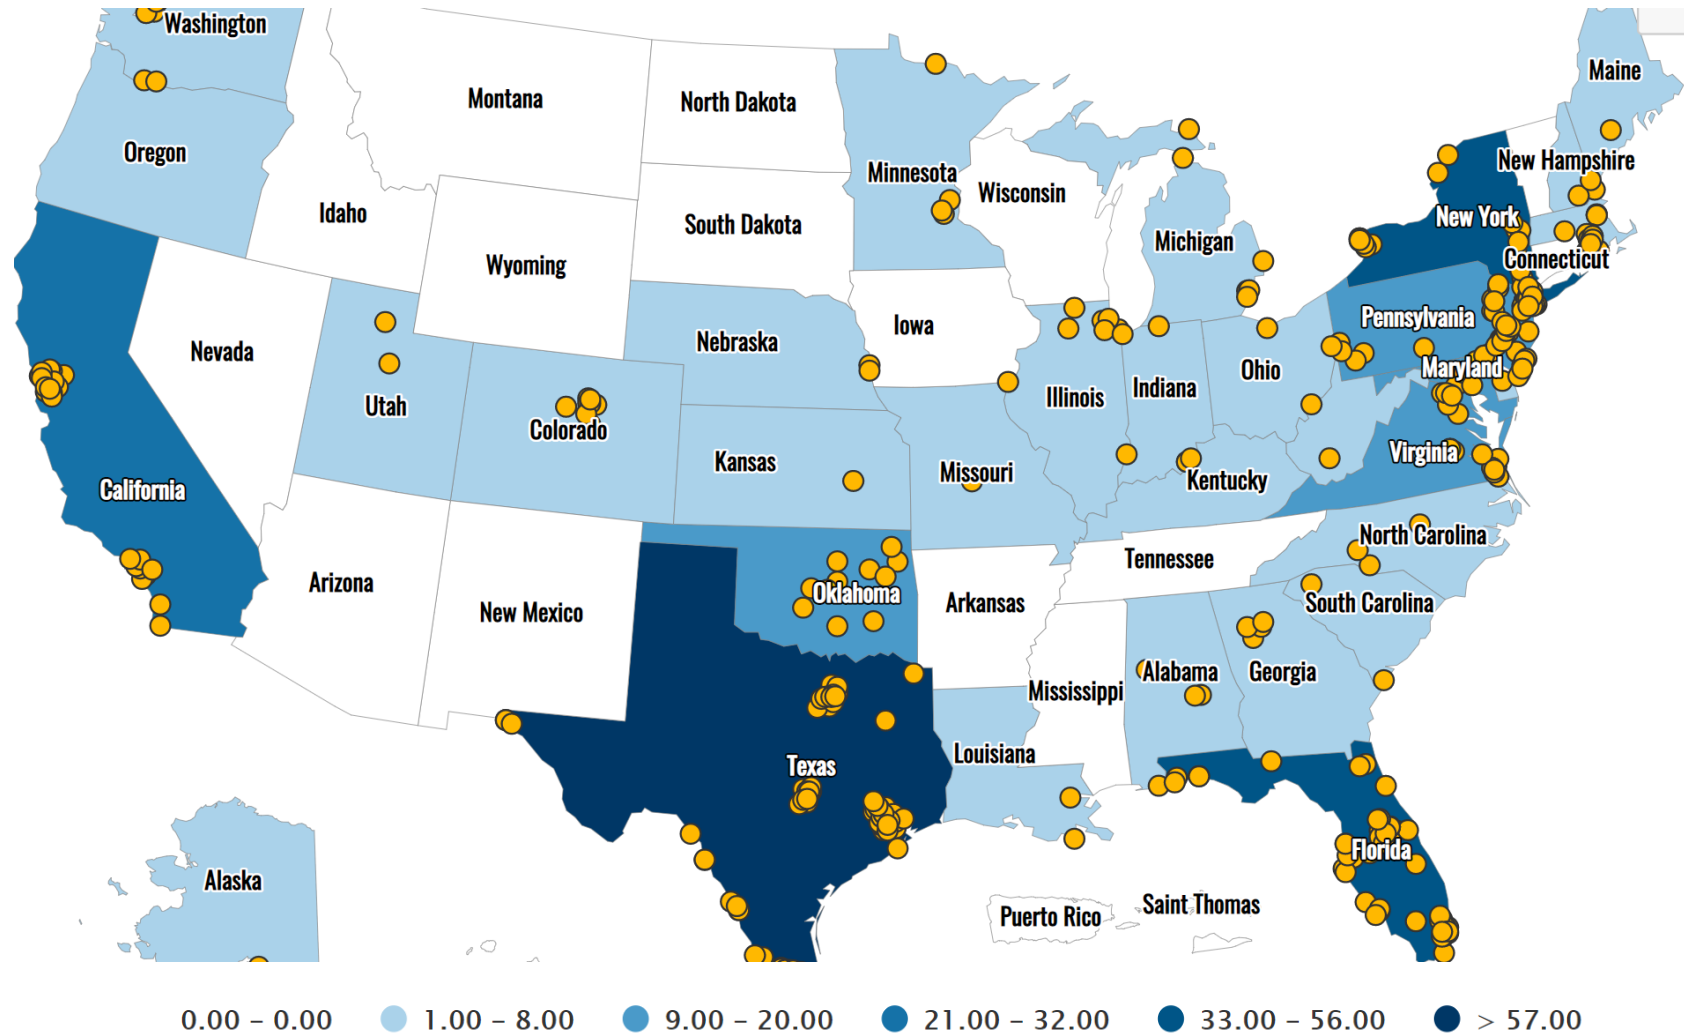 Washington
Maine
Montana
North Dakota
Oregon
New Hampshire
Minnesota
Wisconsin
Idaho
South Dakota
New York
Michigan
Connecticut
Wyoming
Pennsylvania
Iowa
Nebraska
Nevada
Maryland
Ohio
Indiana
Illinois
Utah
Colorado
Virginia
Kansas
Missouri
Kentucky
California
North Carolina
Tennessee
Arizona
Oklahoma
Arkansas
South Carolina
New Mexico
Alabama
Georgia
Mississippi
Louisiana
Texas
Florida
Alaska
Saint Thomas
Puerto Rico
0.00 – 0.00 1.00 – 8.00 9.00 – 20.00 21.00 – 32.00 33.00 – 56.00 > 57.00